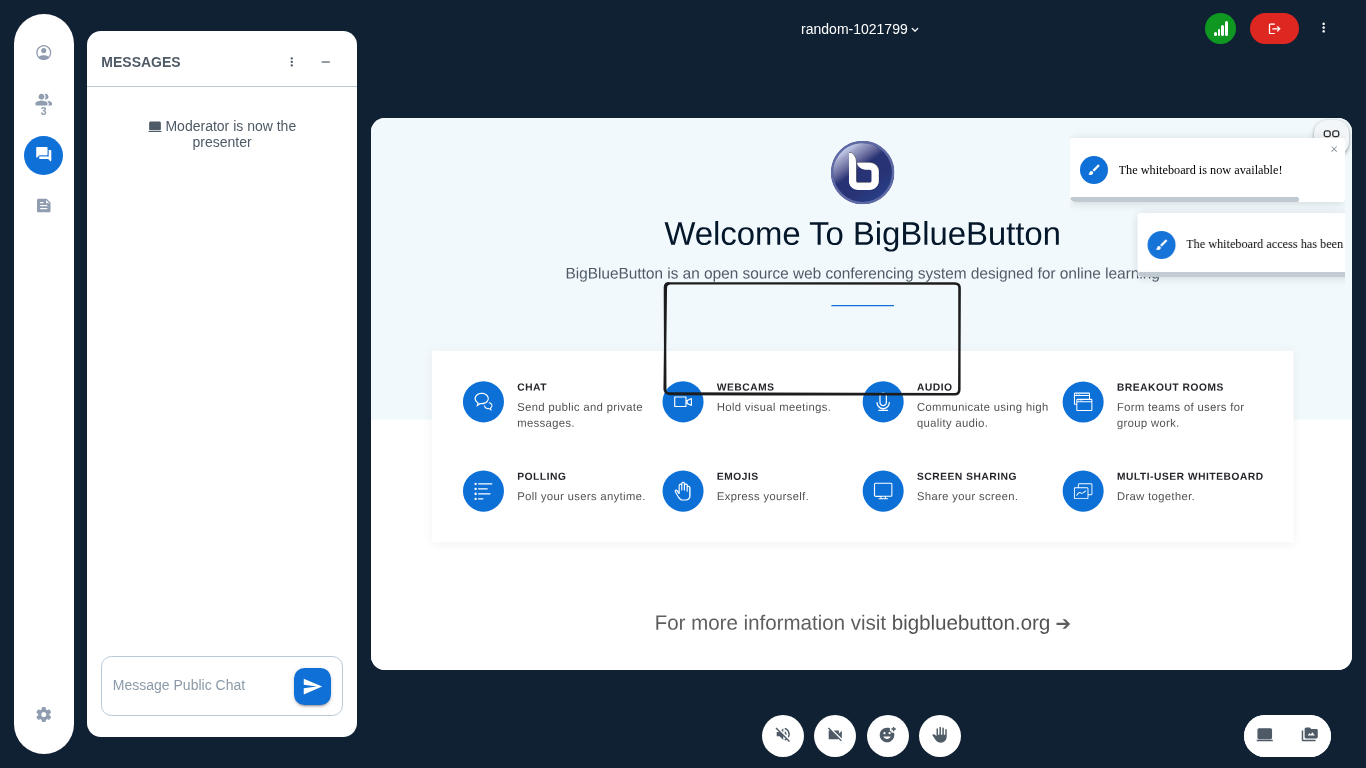 random-1021799
3
MESSAGES
Moderator is now the
presenter
Message Public Chat
The whiteboard is now available!
The whiteboard access has been
Welcome To BigBlueButton
BigBlueButton is an open source web conferencing system designed for online learning
CHAT
Send public and private
messages.
WEBCAMS
Hold visual meetings.
AUDIO
Communicate using high
quality audio.
BREAKOUT ROOMS
Form teams of users for
group work.
POLLING
Poll your users anytime.
EMOJIS
Express yourself.
SCREEN SHARING
Share your screen.
MULTI-USER WHITEBOARD
Draw together.
For more information visit bigbluebutton.org ➔